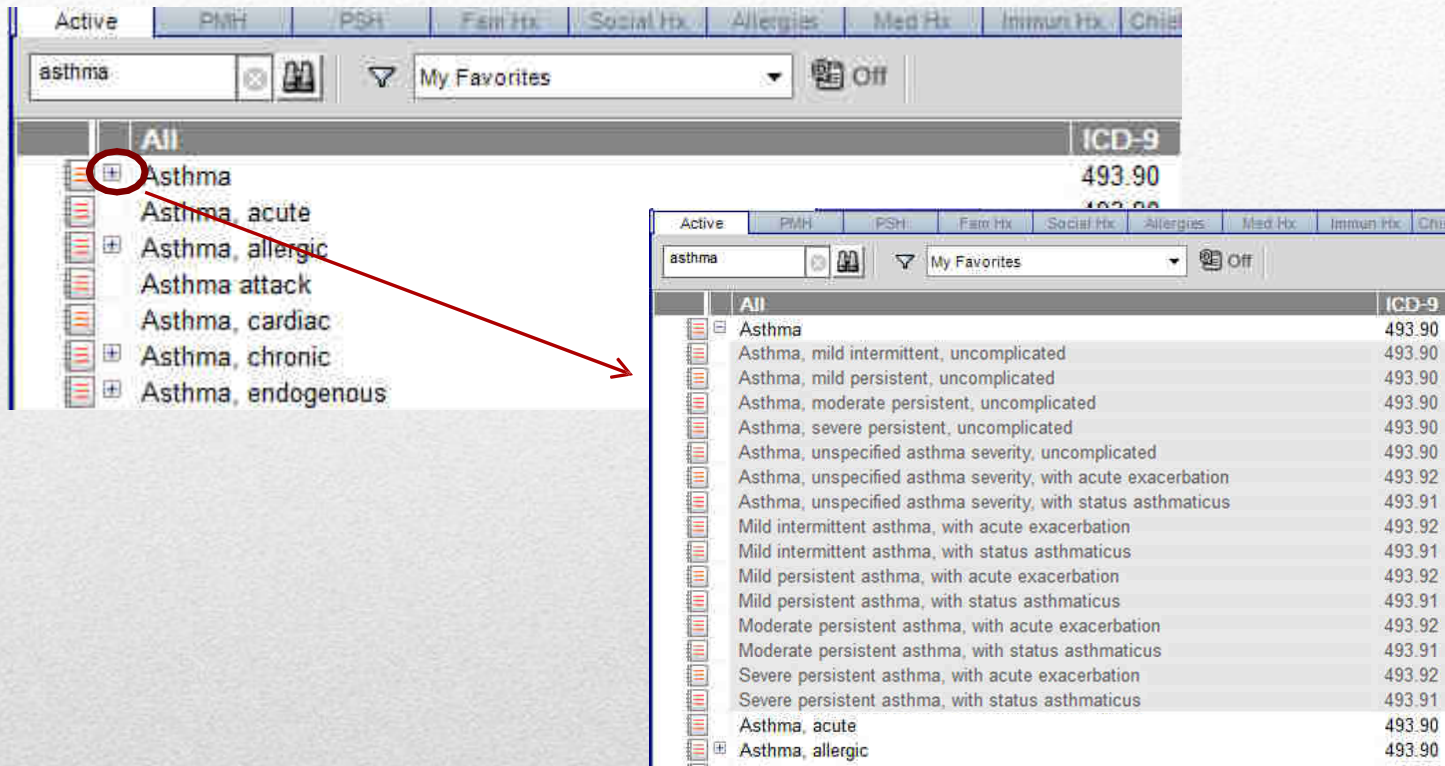 Active PMH PSH Fam Hx Social Hx Allergies Med Hx Immun Hx Chie
asthma My Favorites Off
All ICD-9
Asthma 493.90
Asthma, acute
Asthma, allergic
Asthma attack
Asthma, cardiac
Asthma, chronic
Asthma, endogenous
Active PMH PSH Fam Hx Social Hx Allergies Med Hx Immun Hx Chie
asthma My Favorites Off
All ICD-9
Asthma 493.90
Asthma, mild intermittent, uncomplicated 493.90
Asthma, mild persistent, uncomplicated 493.90
Asthma, moderate persistent, uncomplicated 493.90
Asthma, severe persistent, uncomplicated 493.90
Asthma, unspecified asthma severity, uncomplicated 493.90
Asthma, unspecified asthma severity, with acute exacerbation 493.92
Asthma, unspecified asthma severity, with status asthmaticus 493.91
Mild intermittent asthma, with acute exacerbation 493.92
Mild intermittent asthma, with status asthmaticus 493.91
Mild persistent asthma, with acute exacerbation 493.92
Mild persistent asthma, with status asthmaticus 493.91
Moderate persistent asthma, with acute exacerbation 493.92
Moderate persistent asthma, with status asthmaticus 493.91
Severe persistent asthma, with acute exacerbation 493.92
Severe persistent asthma, with status asthmaticus 493.91
Asthma, acute 493.90
Asthma, allergic 493.90